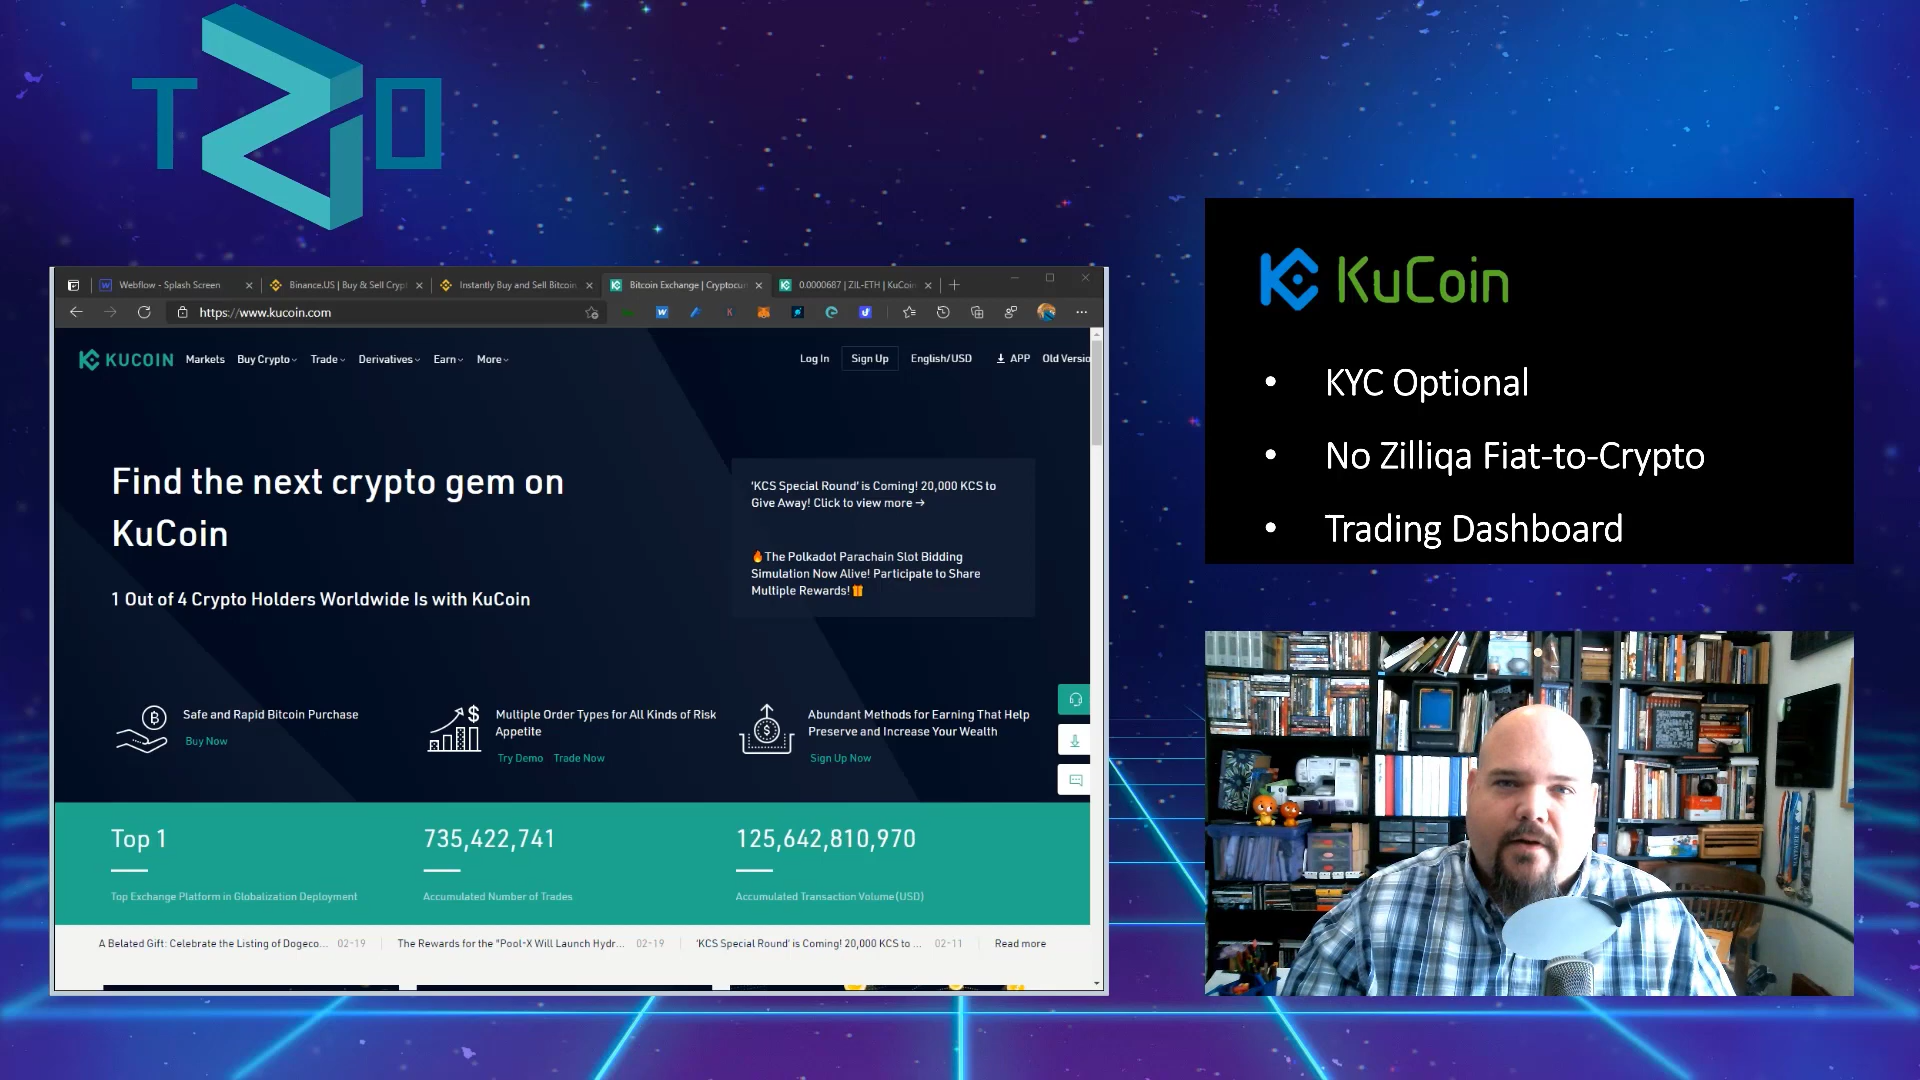 TZO
Webflow - Splash Screen
Binance.US | Buy & Sell Crypt
Instantly Buy and Sell Bitcoin
Bitcoin Exchange | Cryptocur
0.0000687 | ZIL-ETH | KuCoin
https://www.kucoin.com
KUCOIN
Markets
Buy Crypto
Trade
Derivatives
Earn
More
Log In
Sign Up
English/USD
APP
Old Versio
Find the next crypto gem on
KuCoin
1 Out of 4 Crypto Holders Worldwide Is with KuCoin
'KCS Special Round' is Coming! 20,000 KCS to
Give Away! Click to view more →
🔥The Polkadot Parachain Slot Bidding
Simulation Now Alive! Participate to Share
Multiple Rewards!🎁
Safe and Rapid Bitcoin Purchase
Buy Now
Multiple Order Types for All Kinds of Risk
Appetite
Try Demo Trade Now
Abundant Methods for Earning That Help
Preserve and Increase Your Wealth
Sign Up Now
Top 1
Top Exchange Platform in Globalization Deployment
735,422,741
Accumulated Number of Trades
125,642,810,970
Accumulated Transaction Volume(USD)
A Belated Gift: Celebrate the Listing of Dogeco... 02-19
The Rewards for the "Pool-X Will Launch Hydr... 02-19
'KCS Special Round' is Coming! 20,000 KCS to ... 02-11
Read more
KuCoin
• KYC Optional
• No Zilliqa Fiat-to-Crypto
• Trading Dashboard